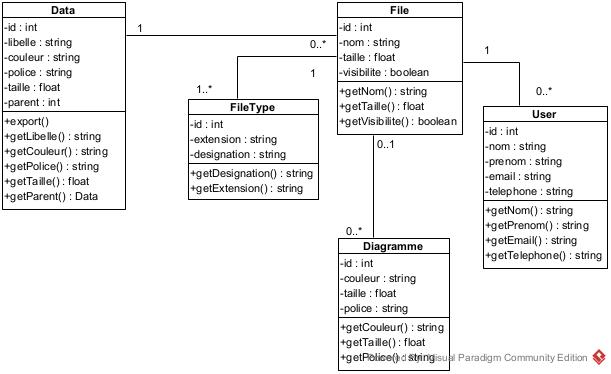 Data
-id : int
-libelle : string
-couleur : string
-police : string
-taille : float
-parent : int
+export()
+getLibelle() : string
+getCouleur() : string
+getPolice() : string
+getTaille() : float
+getParent() : Data
1
0..*
File
-id : int
-nom : string
-taille : float
-visibilite : boolean
+getNom() : string
+getTaille() : float
+getVisibilite() : boolean
1
1..*
FileType
-id : int
-extension : string
-designation : string
+getDesignation() : string
+getExtension() : string
1
0..*
User
-id : int
-nom : string
-prenom : string
-email : string
-telephone : string
+getNom() : string
+getPrenom() : string
+getEmail() : string
+getTelephone() : string
0..1
0..*
Diagramme
-id : int
-couleur : string
-taille : float
-police : string
+getCouleur() : string
+getTaille() : float
+getPolice() : string
Powered By Visual Paradigm Community Edition